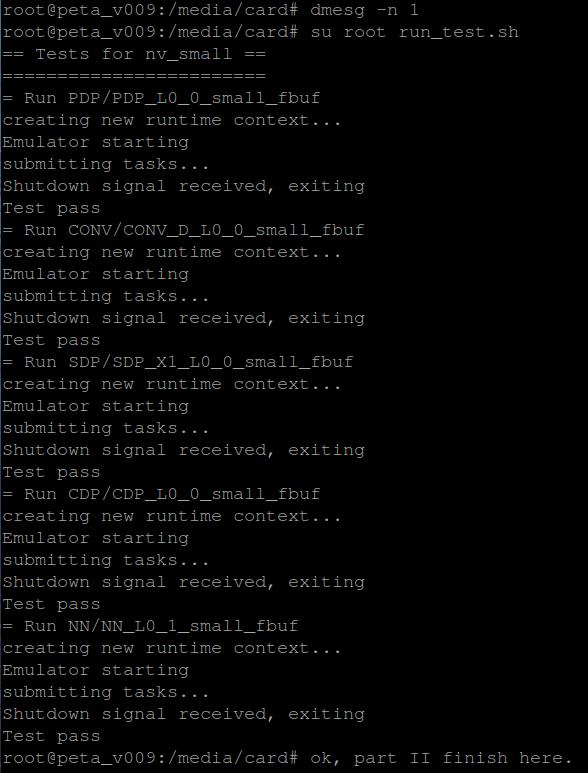 root@peta_v009:/media/card# dmesg -n 1
root@peta_v009:/media/card# su root run_test.sh
== Tests for nv_small ==
========================
= Run PDP/PDP_L0_0_small_fbuf
creating new runtime context...
Emulator starting
submitting tasks...
Shutdown signal received, exiting
Test pass
= Run CONV/CONV_D_L0_0_small_fbuf
creating new runtime context...
Emulator starting
submitting tasks...
Shutdown signal received, exiting
Test pass
= Run SDP/SDP_X1_L0_0_small_fbuf
creating new runtime context...
Emulator starting
submitting tasks...
Shutdown signal received, exiting
Test pass
= Run CDP/CDP_L0_0_small_fbuf
creating new runtime context...
Emulator starting
submitting tasks...
Shutdown signal received, exiting
Test pass
= Run NN/NN_L0_1_small_fbuf
creating new runtime context...
Emulator starting
submitting tasks...
Shutdown signal received, exiting
Test pass
root@peta_v009:/media/card# ok, part II finish here.